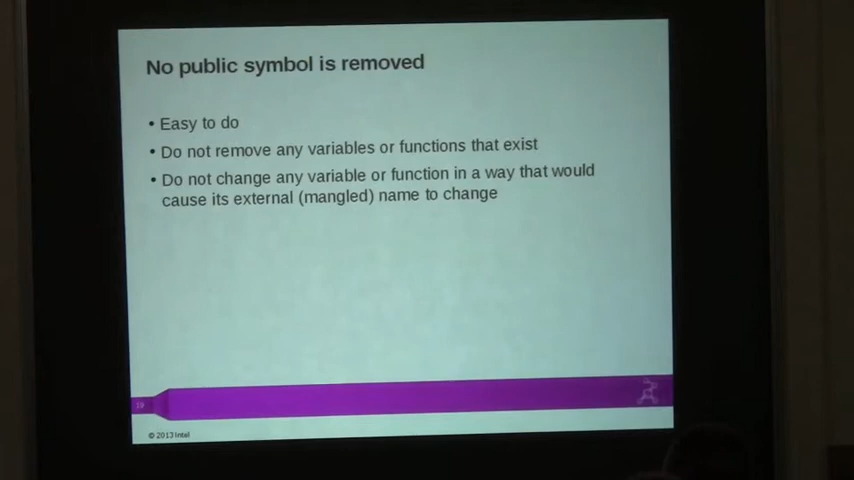 No public symbol is removed
• Easy to do
• Do not remove any variables or functions that exist
• Do not change any variable or function in a way that would
cause its external (mangled) name to change
19
© 2013 Intel